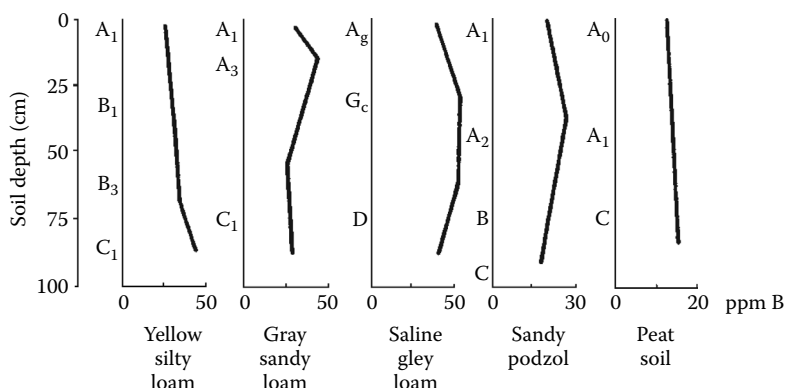 0
25
50
75
100
Soil depth (cm)
A1
B1
B3
C1
0 50
Yellow
silty
loam
A1
A3
C1
0 50
Gray
sandy
loam
Ag
Gc
D
0 50
Saline
gley
loam
A1
A2
B
C
0 30
Sandy
podzol
A0
A1
C
0 20 ppm B
Peat
soil